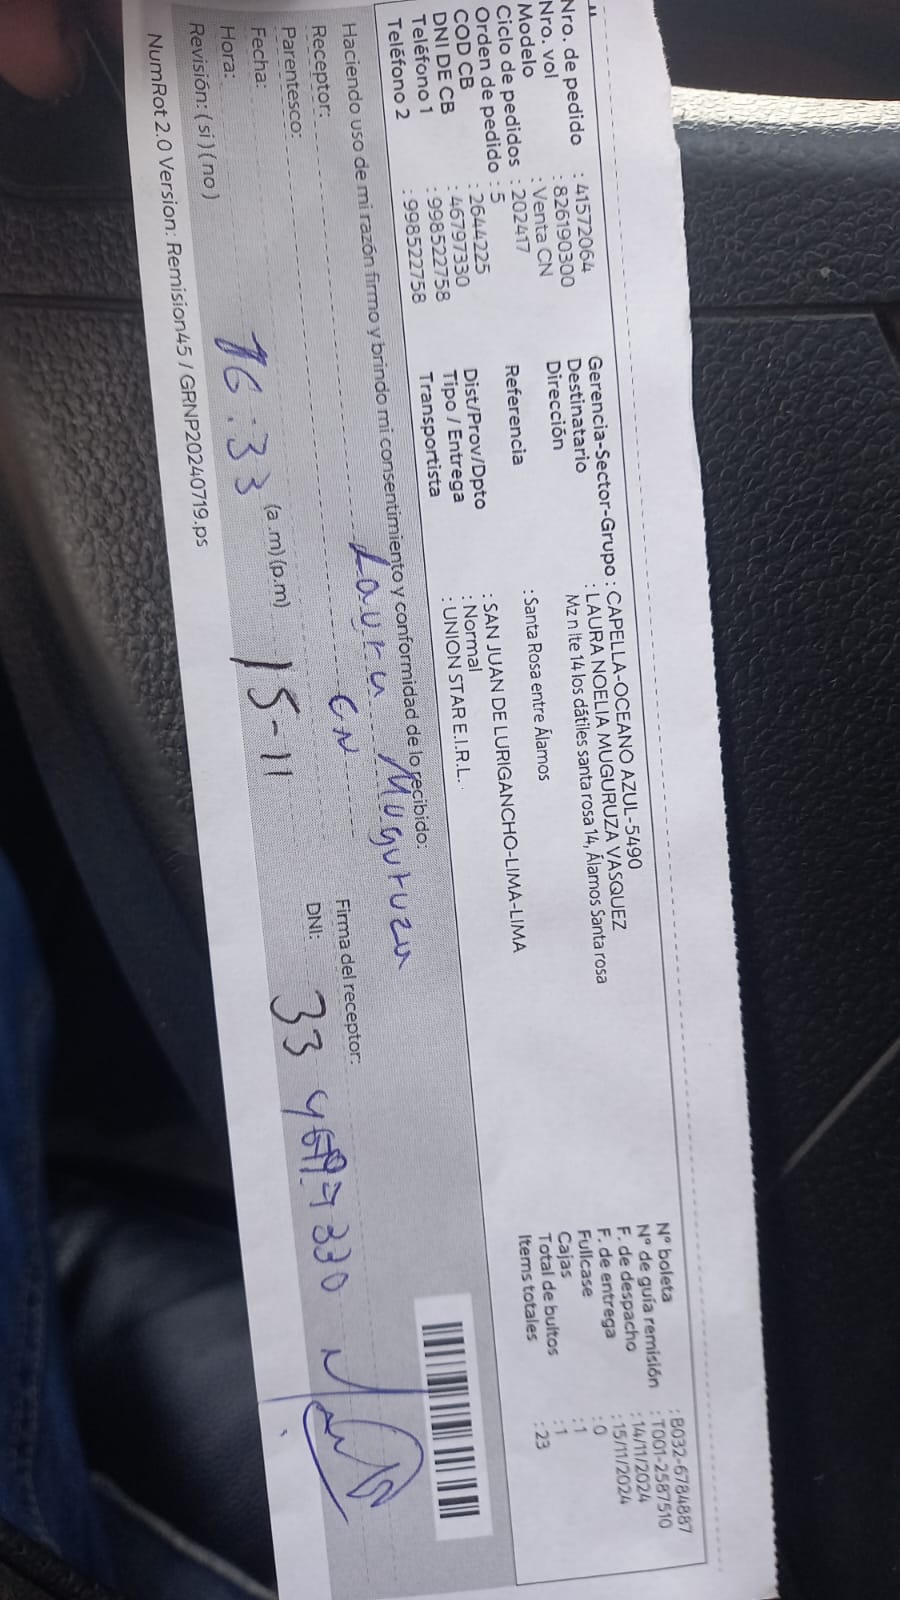 Nro. de pedido : 41572064
Nro. vol : 826190300
Modelo : Venta CN
Ciclo de pedidos : 202417
Orden de pedido : 5
COD CB : 2644225
DNI DE CB : 46797330
Teléfono 1 : 998522758
Teléfono 2 : 998522758
Gerencia-Sector-Grupo : CAPELLA-OCEANO AZUL-5490
Destinatario : LAURA NOELIA MUGURUZA VASQUEZ
Dirección Mz n lte 14 los dátiles santa rosa 14, Álamos Santa rosa
Referencia : Santa Rosa entre Álamos
Dist/Prov/Dpto : SAN JUAN DE LURIGANCHO-LIMA-LIMA
Tipo / Entrega : Normal
Transportista : UNION STAR E.I.R.L.
N° boleta : B032-6784887
N° de guía remisión : T001-2587510
F. de despacho : 14/11/2024
F. de entrega : 15/11/2024
Fullcase : 0
Cajas : 1
Total de bultos : 1
Items totales : 23
Haciendo uso de mi razón firmo y brindo mi consentimiento y conformidad de lo recibido:
Receptor: Laura Muguruza Firma del receptor:
Parentesco: CN DNI: 46797330
Fecha: 15-11 33
Hora: 16:33 (a.m)(p.m)
Revisión: (si) (no)
NumRot 2.0 Version: Remision45 / GRNP20240719.ps